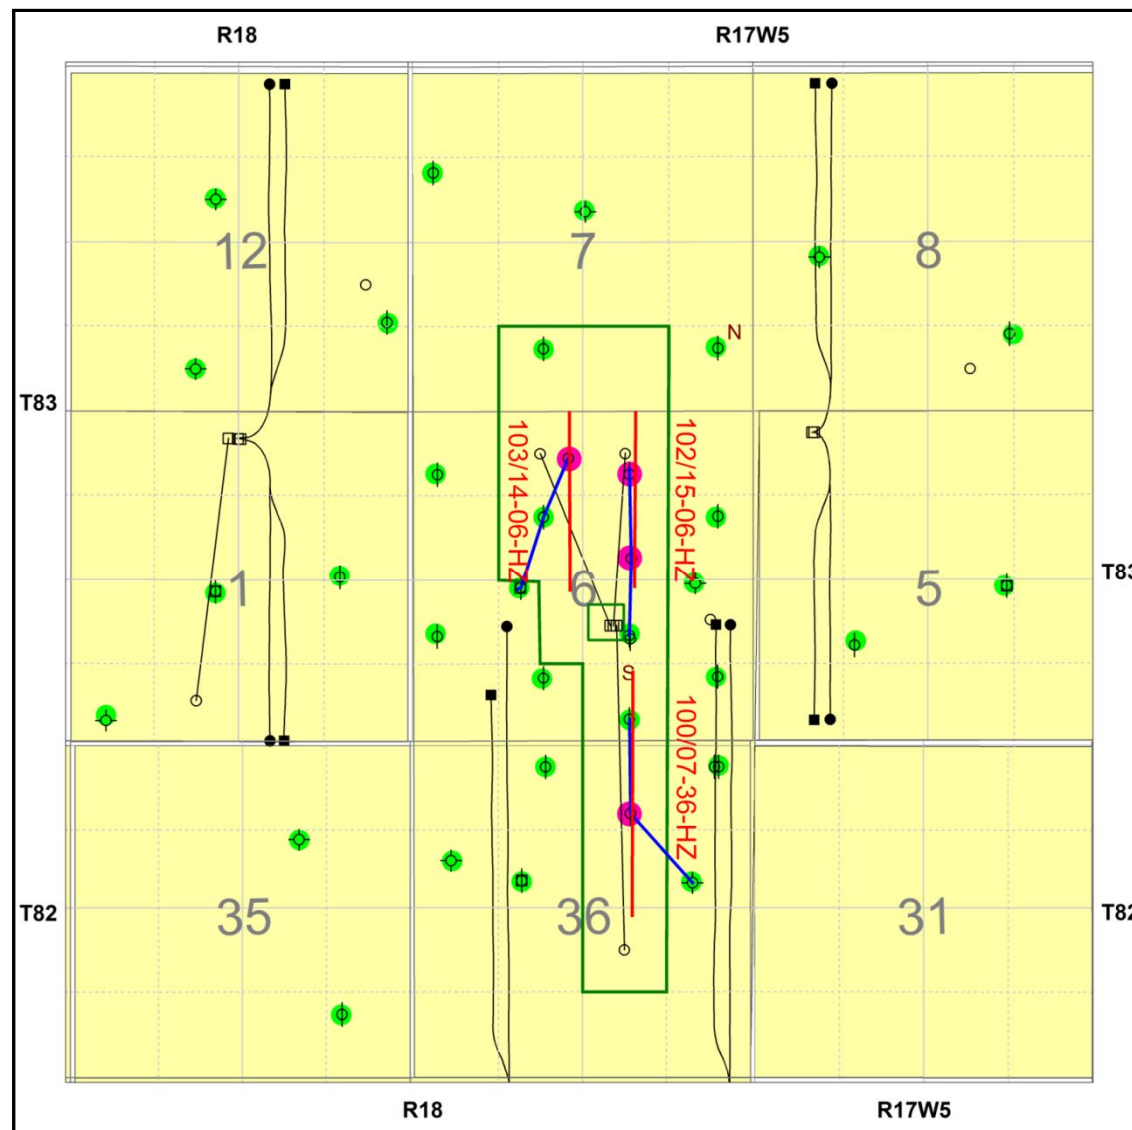 R18
R17W5
12
7
8
N
T83
103/14-06-HZ
102/15-06-HZ
1
6
5
T83
S
100/07-36-HZ
35
36
31
T82
T82
R18
R17W5